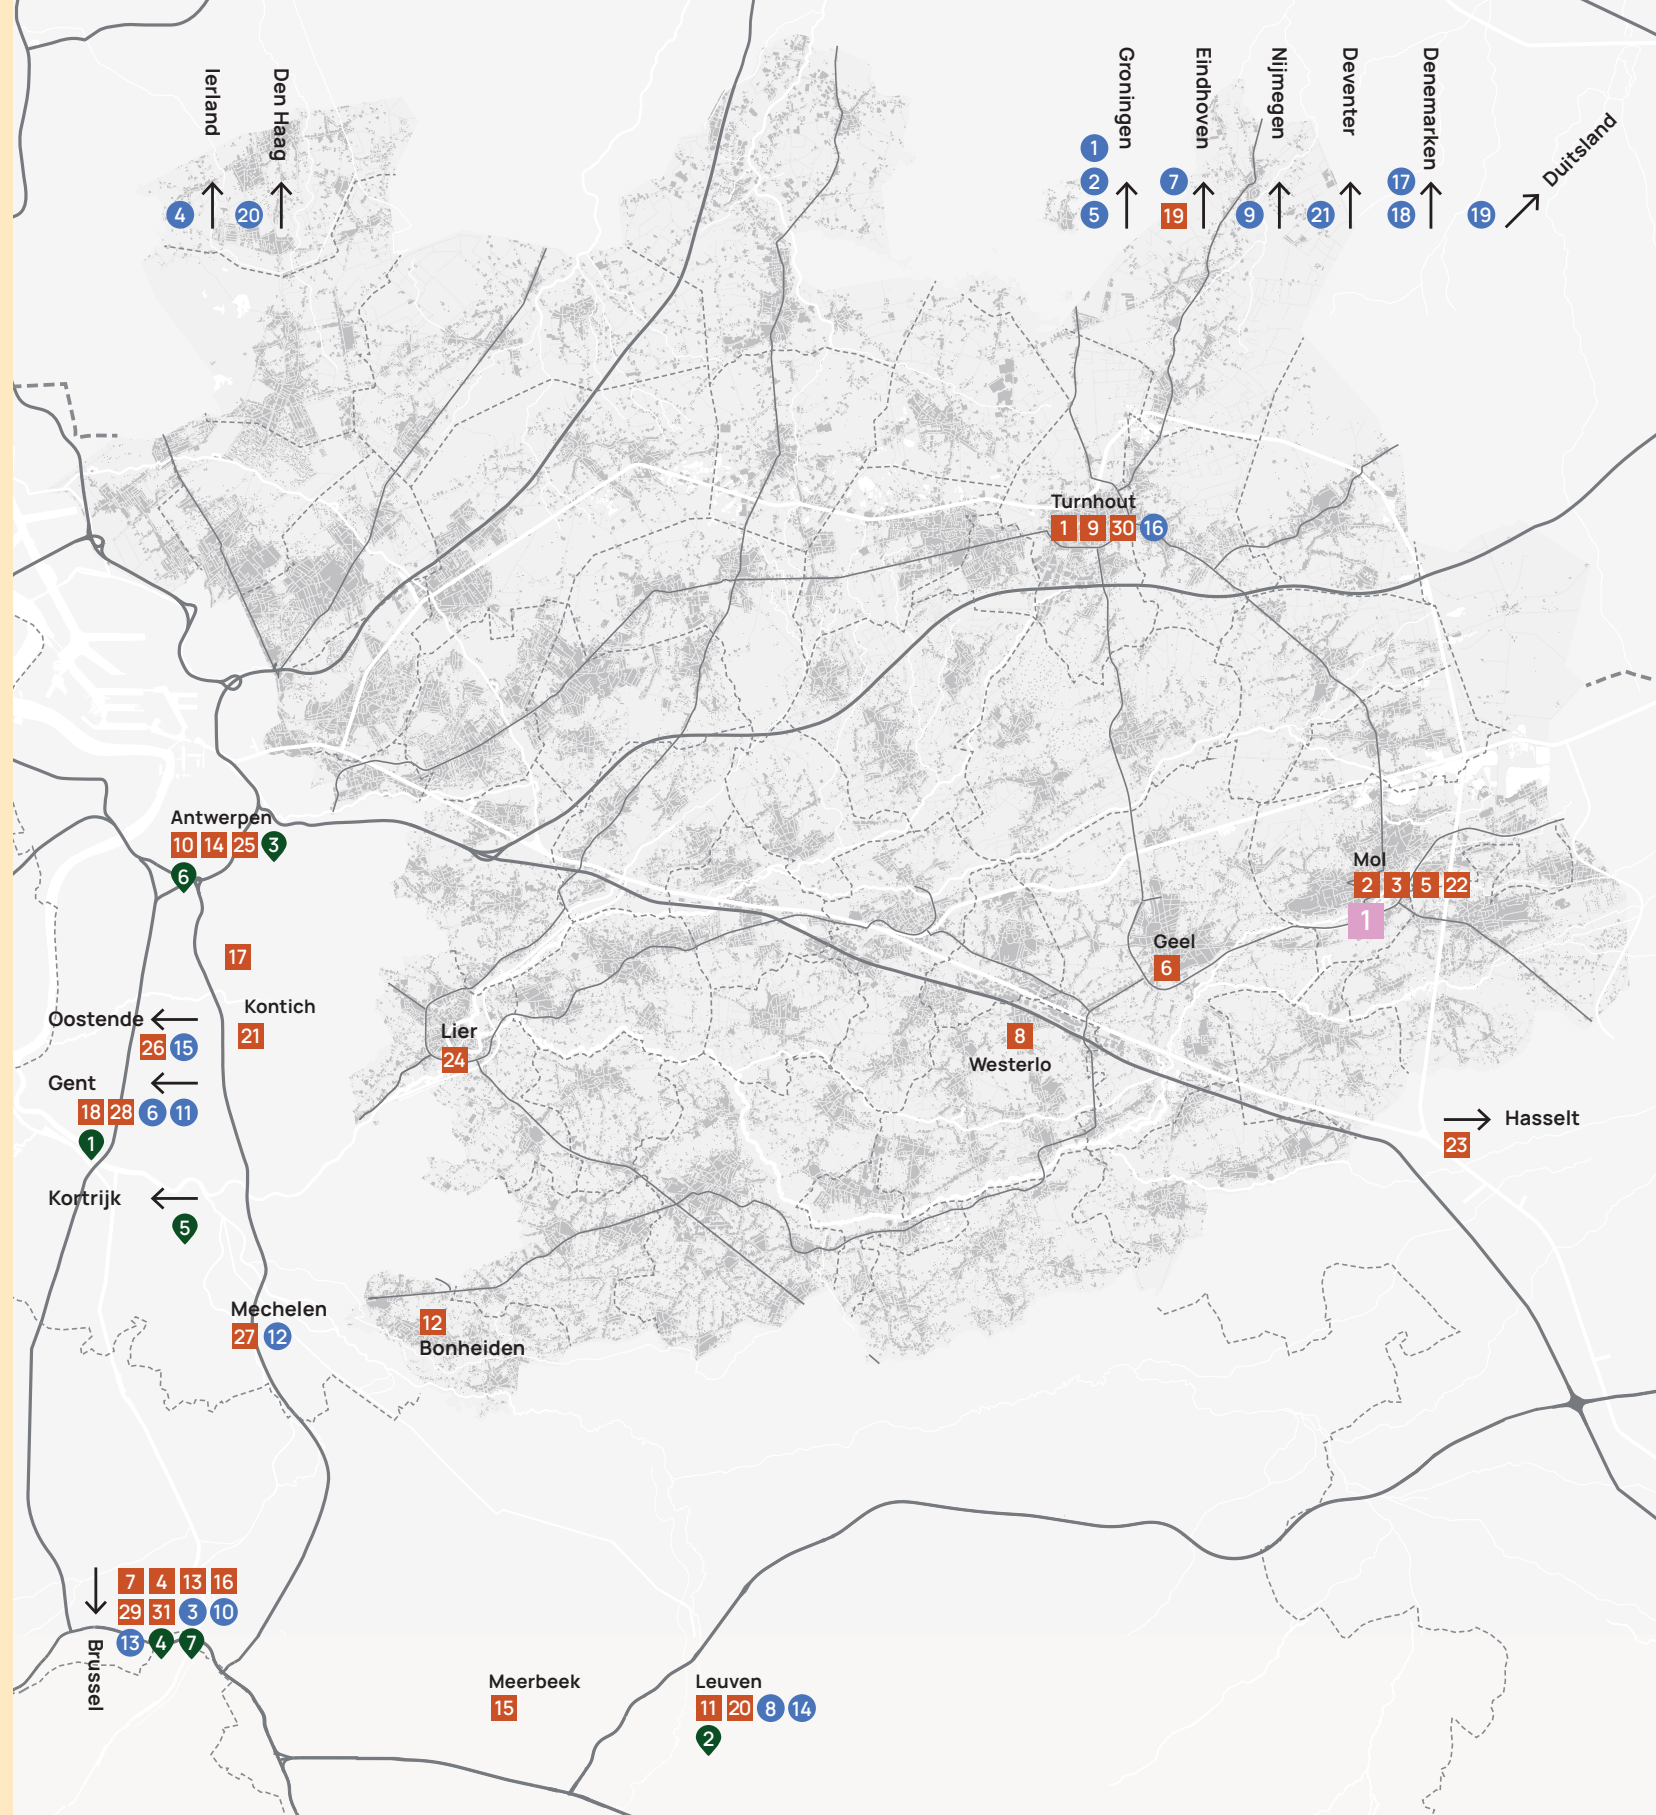 Ierland
Den Haag
4
20
Groningen
Eindhoven
Nijmegen
Deventer
Denemarken
Duitsland
1
2
5
7
19
9
21
17
18
19
Turnhout
1 9 30 16
Antwerpen
10 14 25 3
6
Mol
2 3 5 22
1
Geel
6
17
Kontich
21
Oostende
26 15
Lier
24
8
Westerlo
Gent
18 28 6 11
1
Hasselt
23
Kortrijk
5
Mechelen
27 12
12
Bonheiden
7 4 13 16
29 31 3 10
13 4 7
Brussel
Meerbeek
15
Leuven
11 20 8 14
2